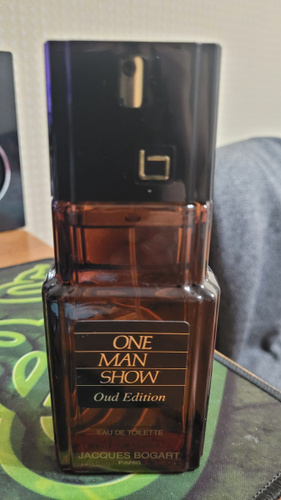 ONE
MAN
SHOW
Oud Edition
EAU DE TOILETTE
JACQUES BOGART
PARIS